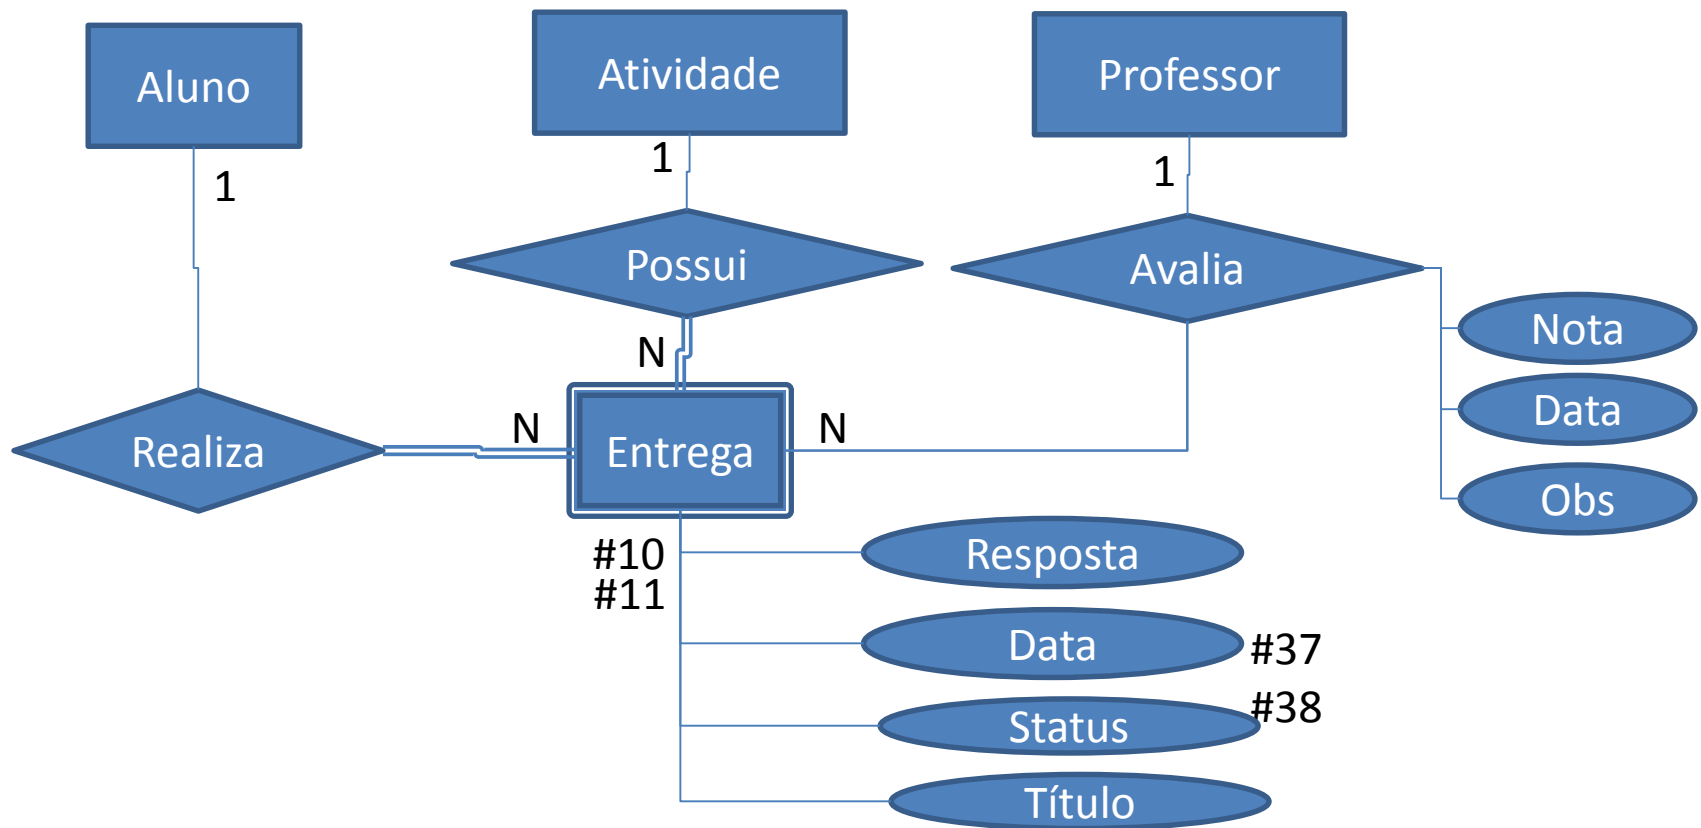 Aluno
Atividade
Professor
1
1
1
Possui
Avalia
Nota
N
Data
Realiza
N
Entrega
N
Obs
#10
Resposta
#11
Data
#37
Status
#38
Título